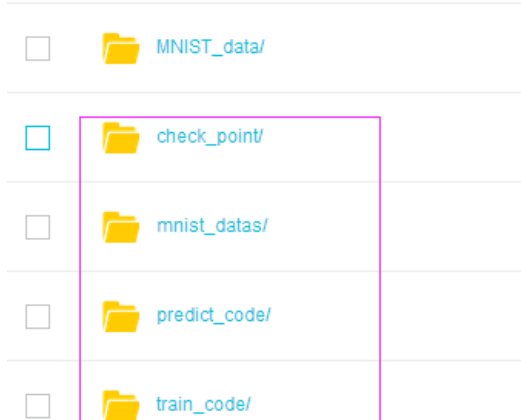 MNIST_data/
check_point/
mnist_datas/
predict_code/
train_code/